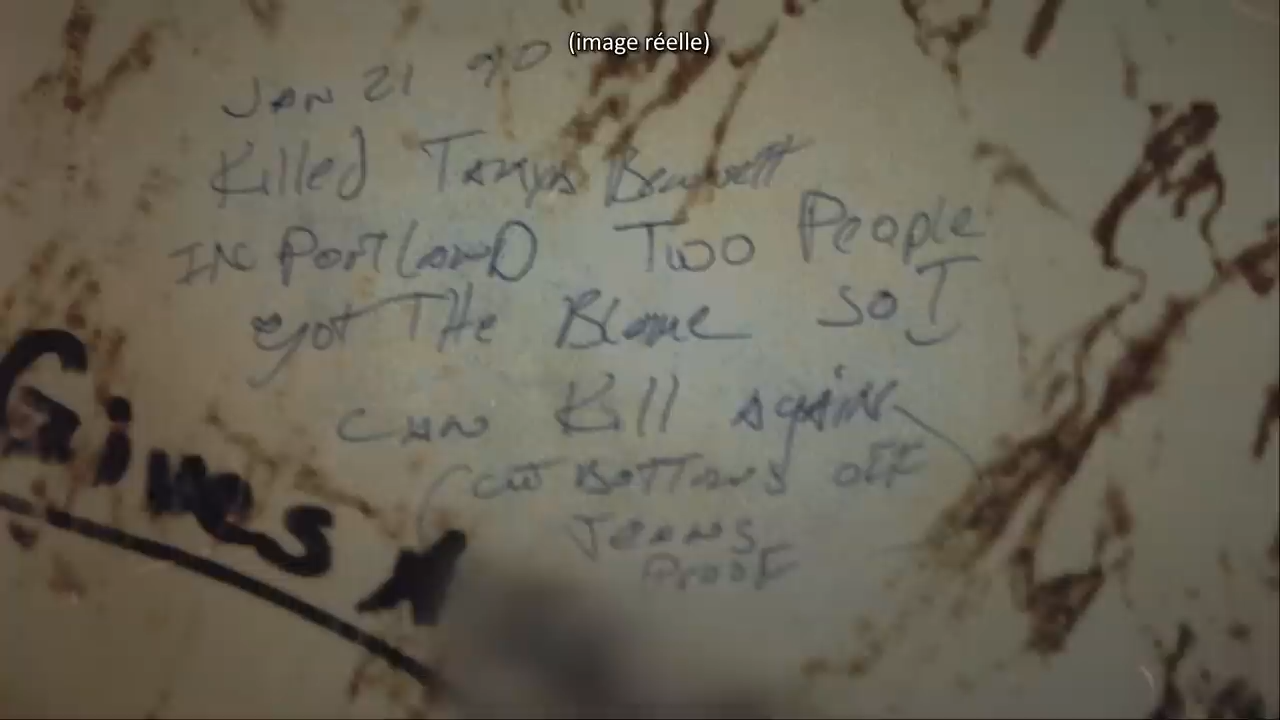 (image réelle)
JAN 21 90
Killed Tanya Bennett
IN PORTLAND Two People
got THE Blame so I
CAN Kill AGAIN
(cut Buttons off
Jeans
Proof
Gives